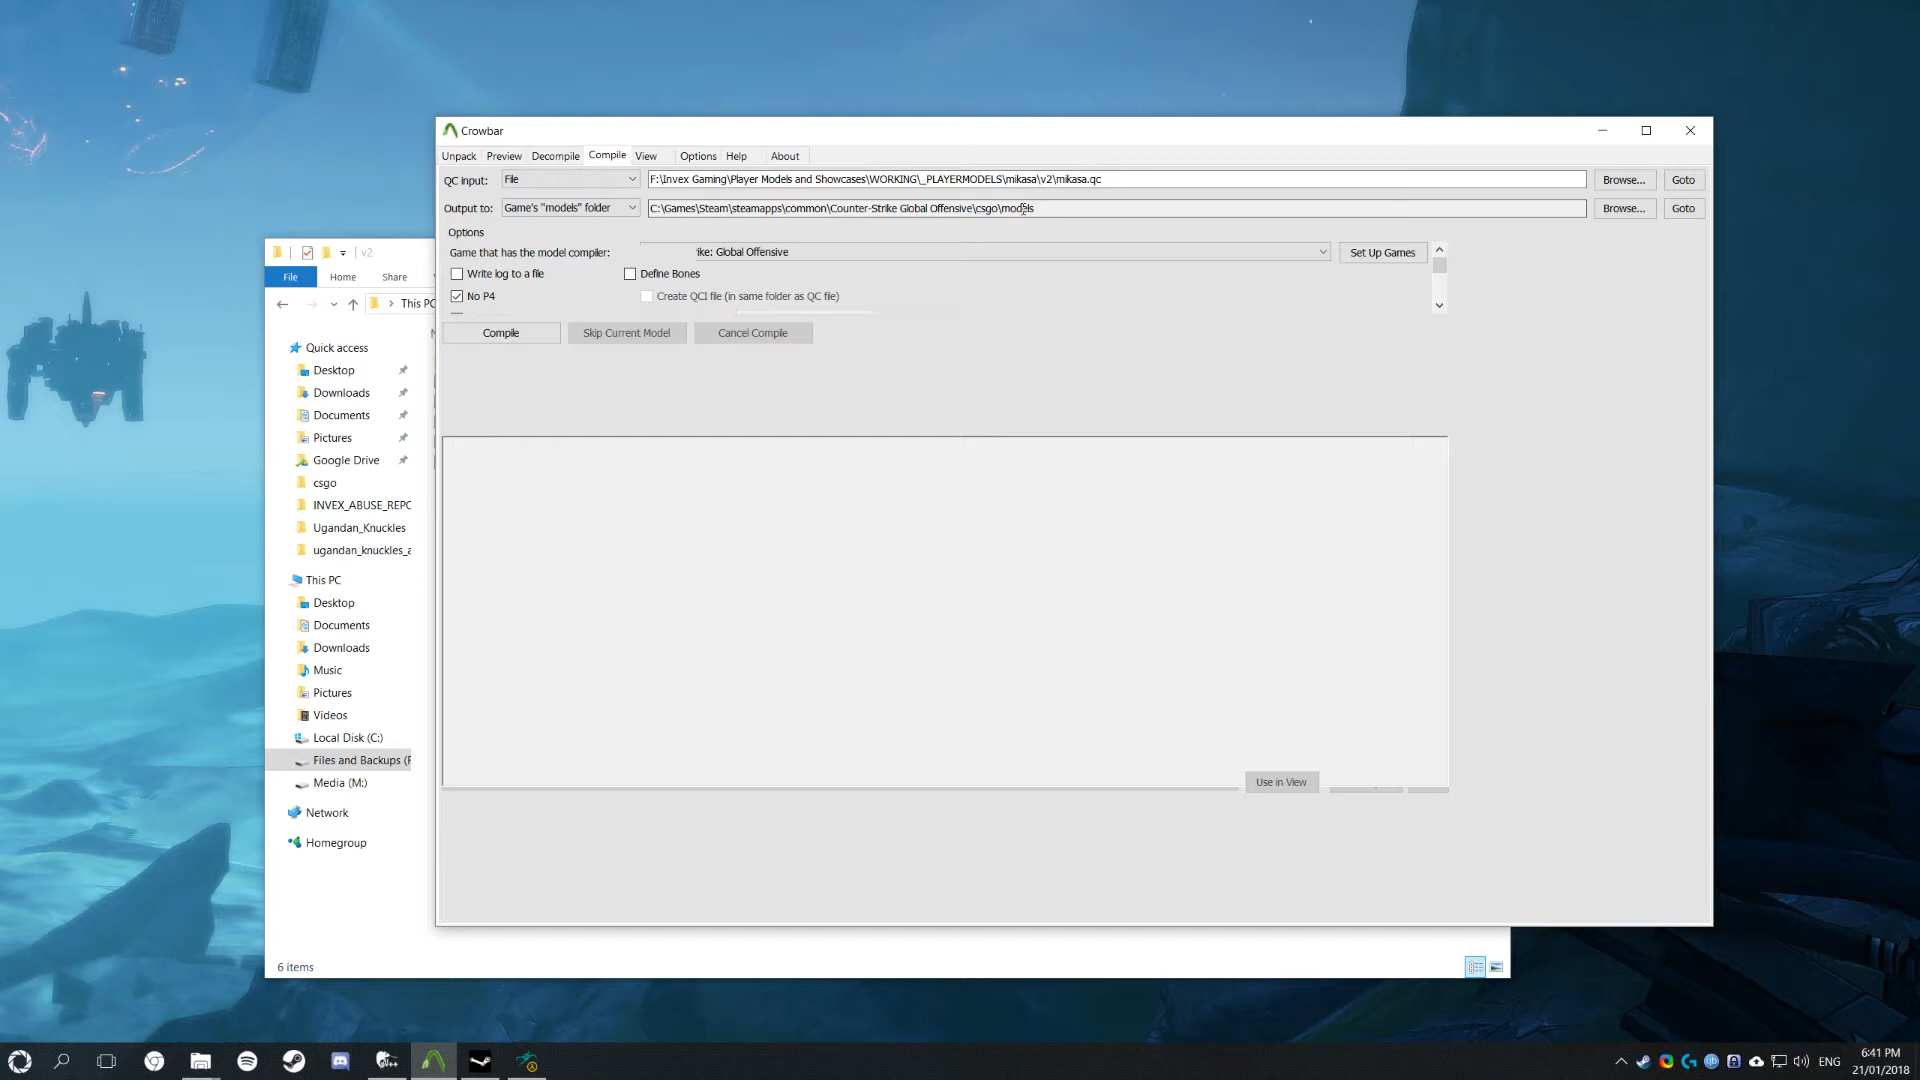 Crowbar
Unpack Preview Decompile Compile View Options Help About
QC input: File F:\Invex Gaming\Player Models and Showcases\WORKING\_PLAYERMODELS\mikasa\v2\mikasa.qc Browse... Goto
Output to: Game's "models" folder C:\Games\Steam\steamapps\common\Counter-Strike Global Offensive\csgo\models Browse... Goto
Options
Game that has the model compiler: ike: Global Offensive Set Up Games
Write log to a file Define Bones
No P4 Create QCI file (in same folder as QC file)
Compile Skip Current Model Cancel Compile
Use in View
v2
File Home Share
This PC
Quick access
Desktop
Downloads
Documents
Pictures
Google Drive
csgo
INVEX_ABUSE_REPO
Ugandan_Knuckles
ugandan_knuckles_a
This PC
Desktop
Documents
Downloads
Music
Pictures
Videos
Local Disk (C:)
Files and Backups (F
Media (M:)
Network
Homegroup
6 items
ENG
6:41 PM
21/01/2018